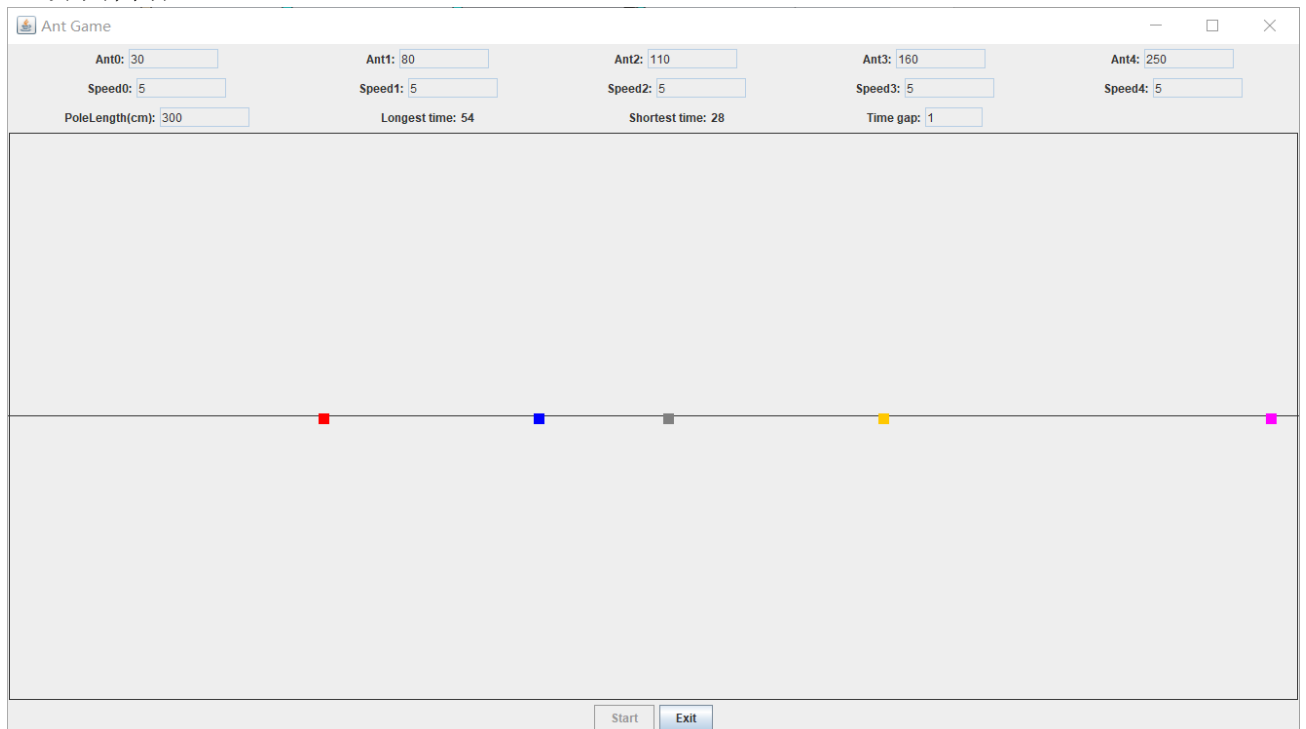 Ant Game
Ant0: 30 Ant1: 80 Ant2: 110 Ant3: 160 Ant4: 250
Speed0: 5 Speed1: 5 Speed2: 5 Speed3: 5 Speed4: 5
PoleLength(cm): 300 Longest time: 54 Shortest time: 28 Time gap: 1
Start Exit